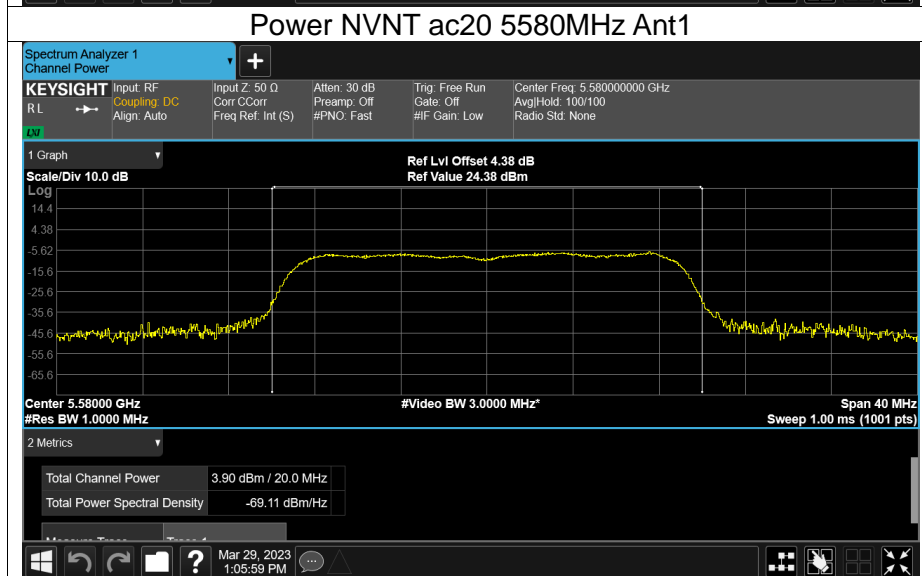 Power NVNT ac20 5580MHz Ant1
Spectrum Analyzer 1
Channel Power
+
KEYSIGHT Input: RF Input Z: 50 Ω Atten: 30 dB Trig: Free Run Center Freq: 5.580000000 GHz
R L Coupling: DC Corr CCorr Preamp: Off Gate: Off Avg|Hold: 100/100
Align: Auto Freq Ref: Int (S) #PNO: Fast #IF Gain: Low Radio Std: None
LXI
1 Graph Ref Lvl Offset 4.38 dB
Scale/Div 10.0 dB Ref Value 24.38 dBm
Log
14.4
4.38
-5.62
-15.6
-25.6
-35.6
-45.6
-55.6
-65.6
Center 5.58000 GHz #Video BW 3.0000 MHz* Span 40 MHz
#Res BW 1.0000 MHz Sweep 1.00 ms (1001 pts)
2 Metrics
Total Channel Power 3.90 dBm / 20.0 MHz
Total Power Spectral Density -69.11 dBm/Hz
? Mar 29, 2023
1:05:59 PM